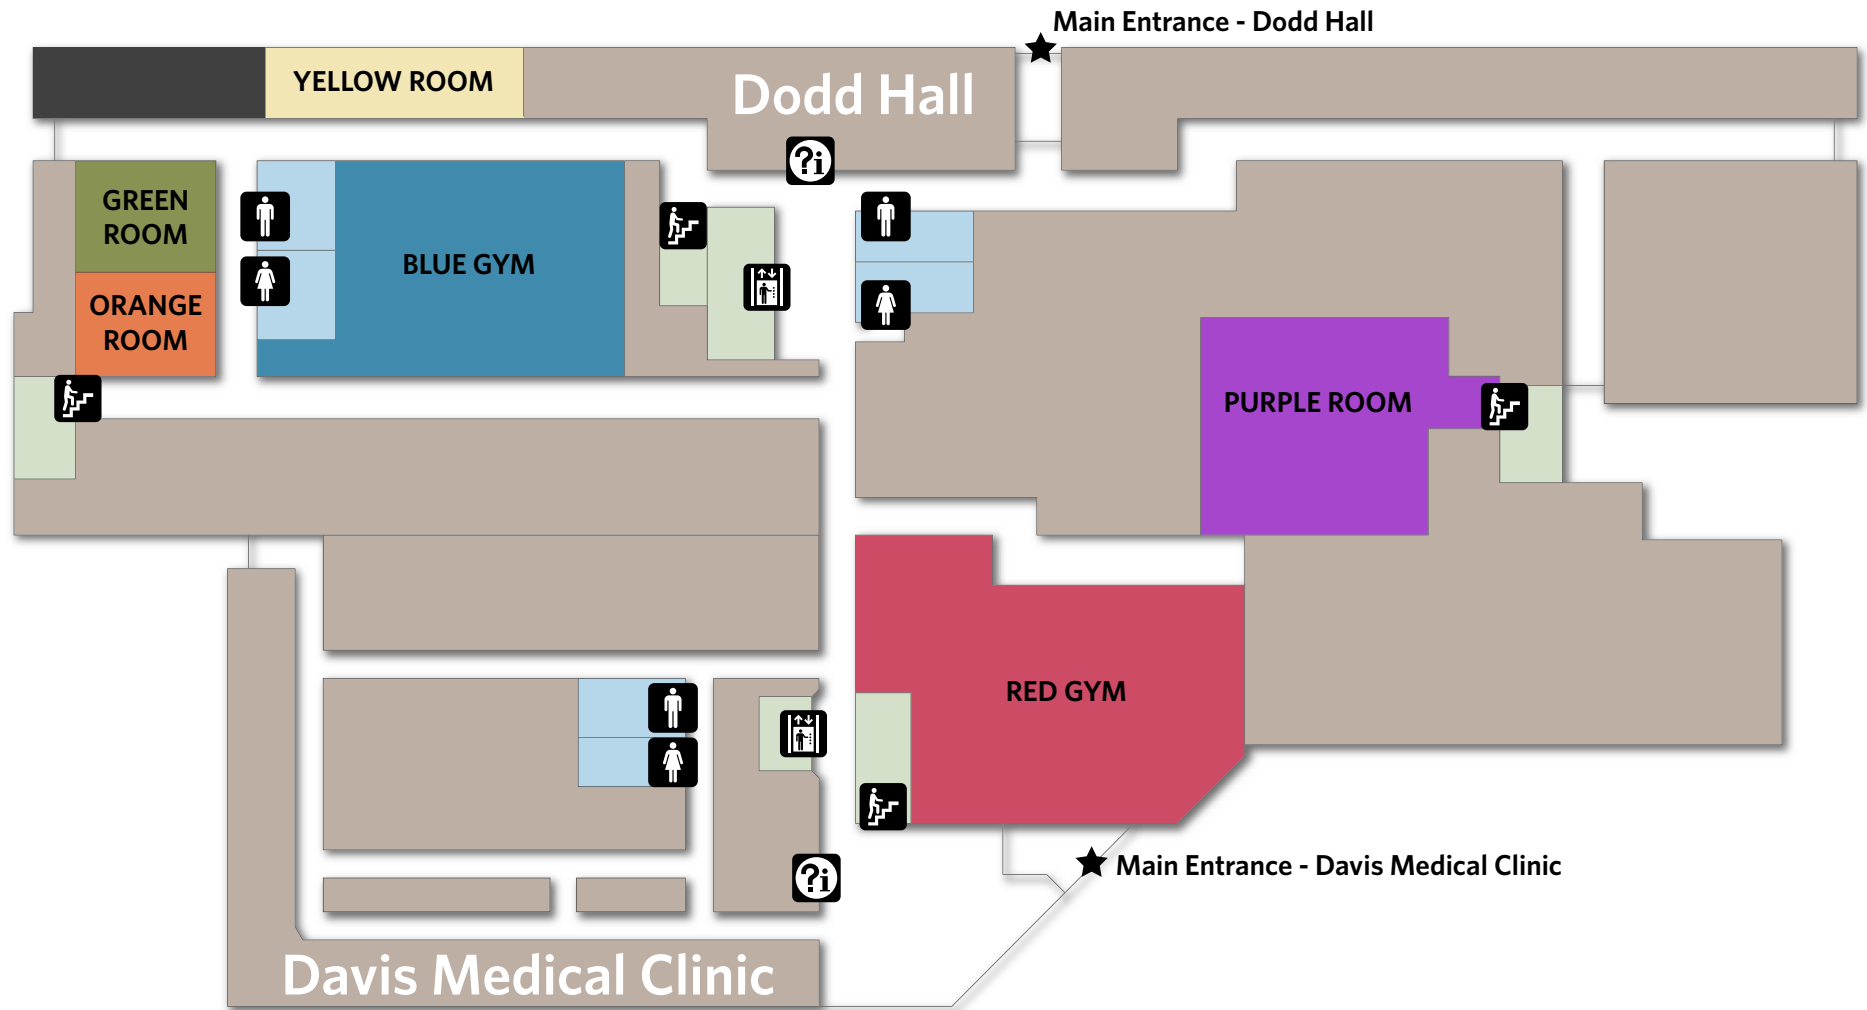 Main Entrance - Dodd Hall
YELLOW ROOM
Dodd Hall
?i
GREEN
ROOM
BLUE GYM
ORANGE
ROOM
PURPLE ROOM
RED GYM
?i
Main Entrance - Davis Medical Clinic
Davis Medical Clinic